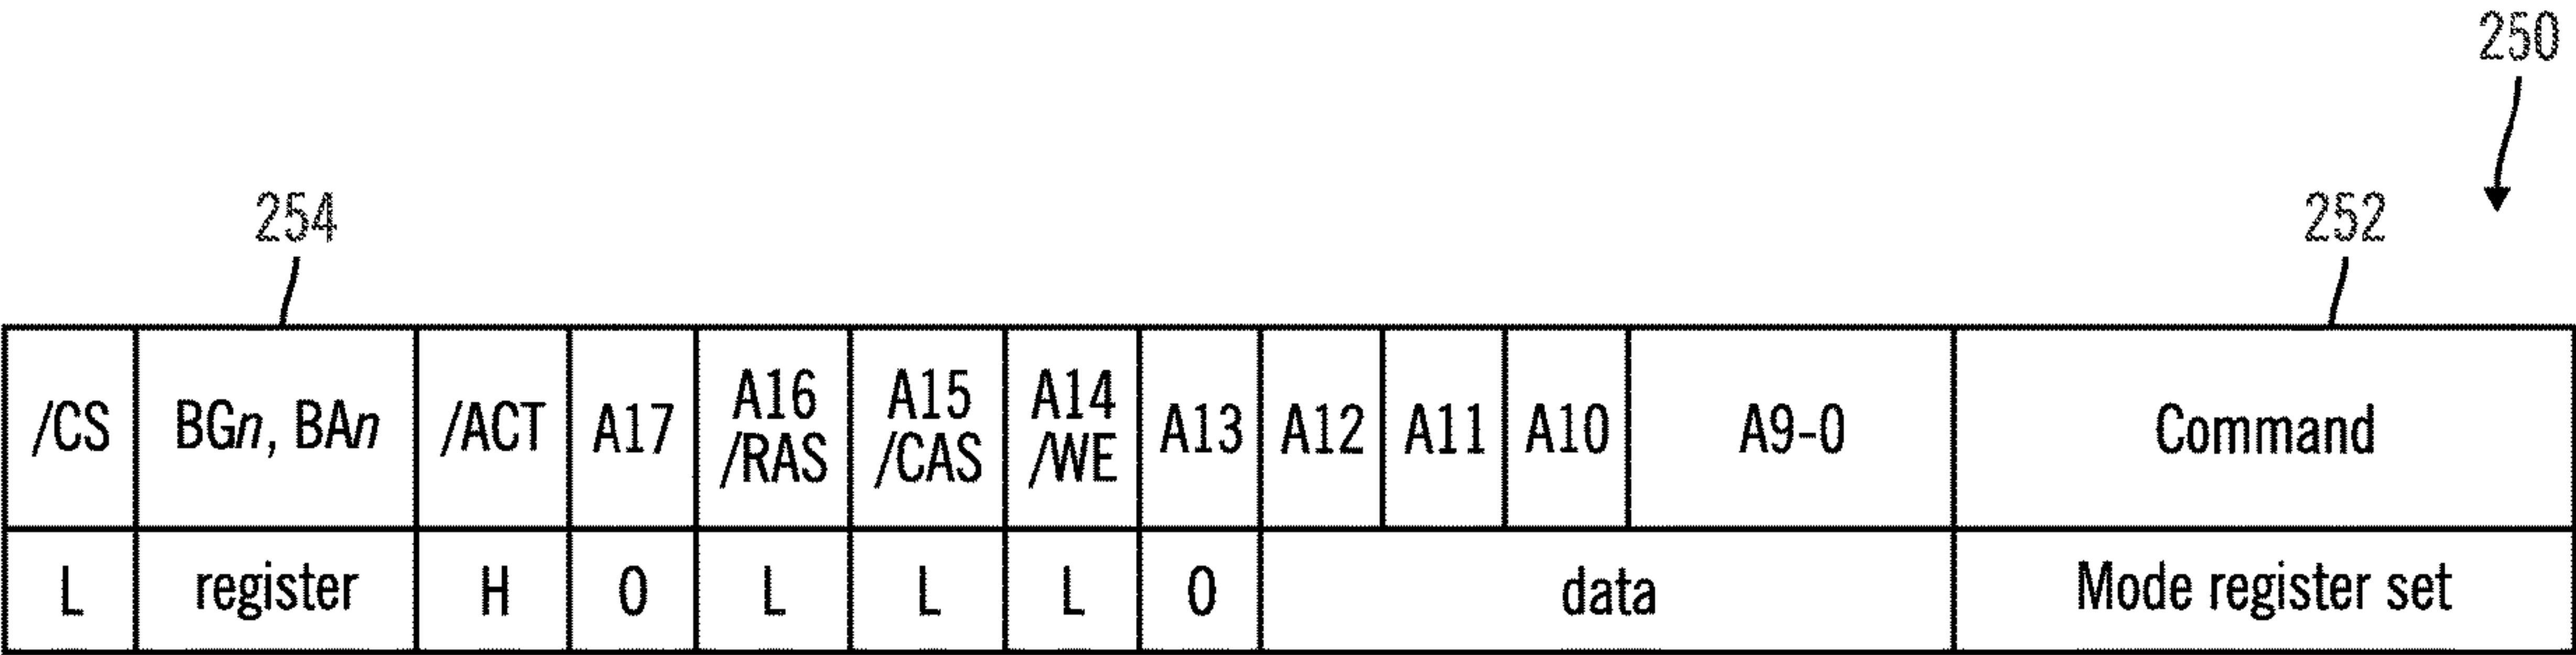 250
254
252
/CS BGn, BAn /ACT A17 A16 /RAS A15 /CAS A14 /WE A13 A12 A11 A10 A9-0 Command
L register H 0 L L L 0 data Mode register set